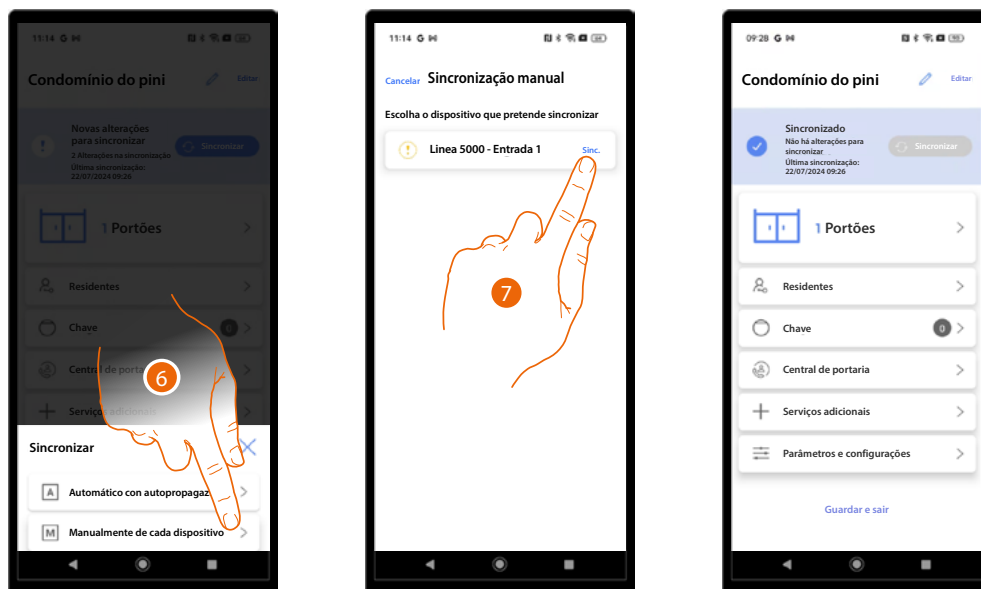 11:14 G
Condomínio do pini
Editar
Novas alterações
para sincronizar
2 Alterações na sincronização
Última sincronização:
22/07/2024 09:26
Sincronizar
1 Portões
Residentes
Chave
Central de porta
Serviços adicionais
6
Sincronizar
A Automático con autopropagaz
M Manualmente de cada dispositivo
11:14 G
Cancelar Sincronização manual
Escolha o dispositivo que pretende sincronizar
Linea 5000 - Entrada 1 Sinc.
7
09:28 G
Condomínio do pini
Editar
Sincronizado
Não há alterações para
sincronizar
Última sincronização:
22/07/2024 09:26
Sincronizar
1 Portões
Residentes
Chave 0
Central de portaria
Serviços adicionais
Parâmetros e configurações
Guardar e sair